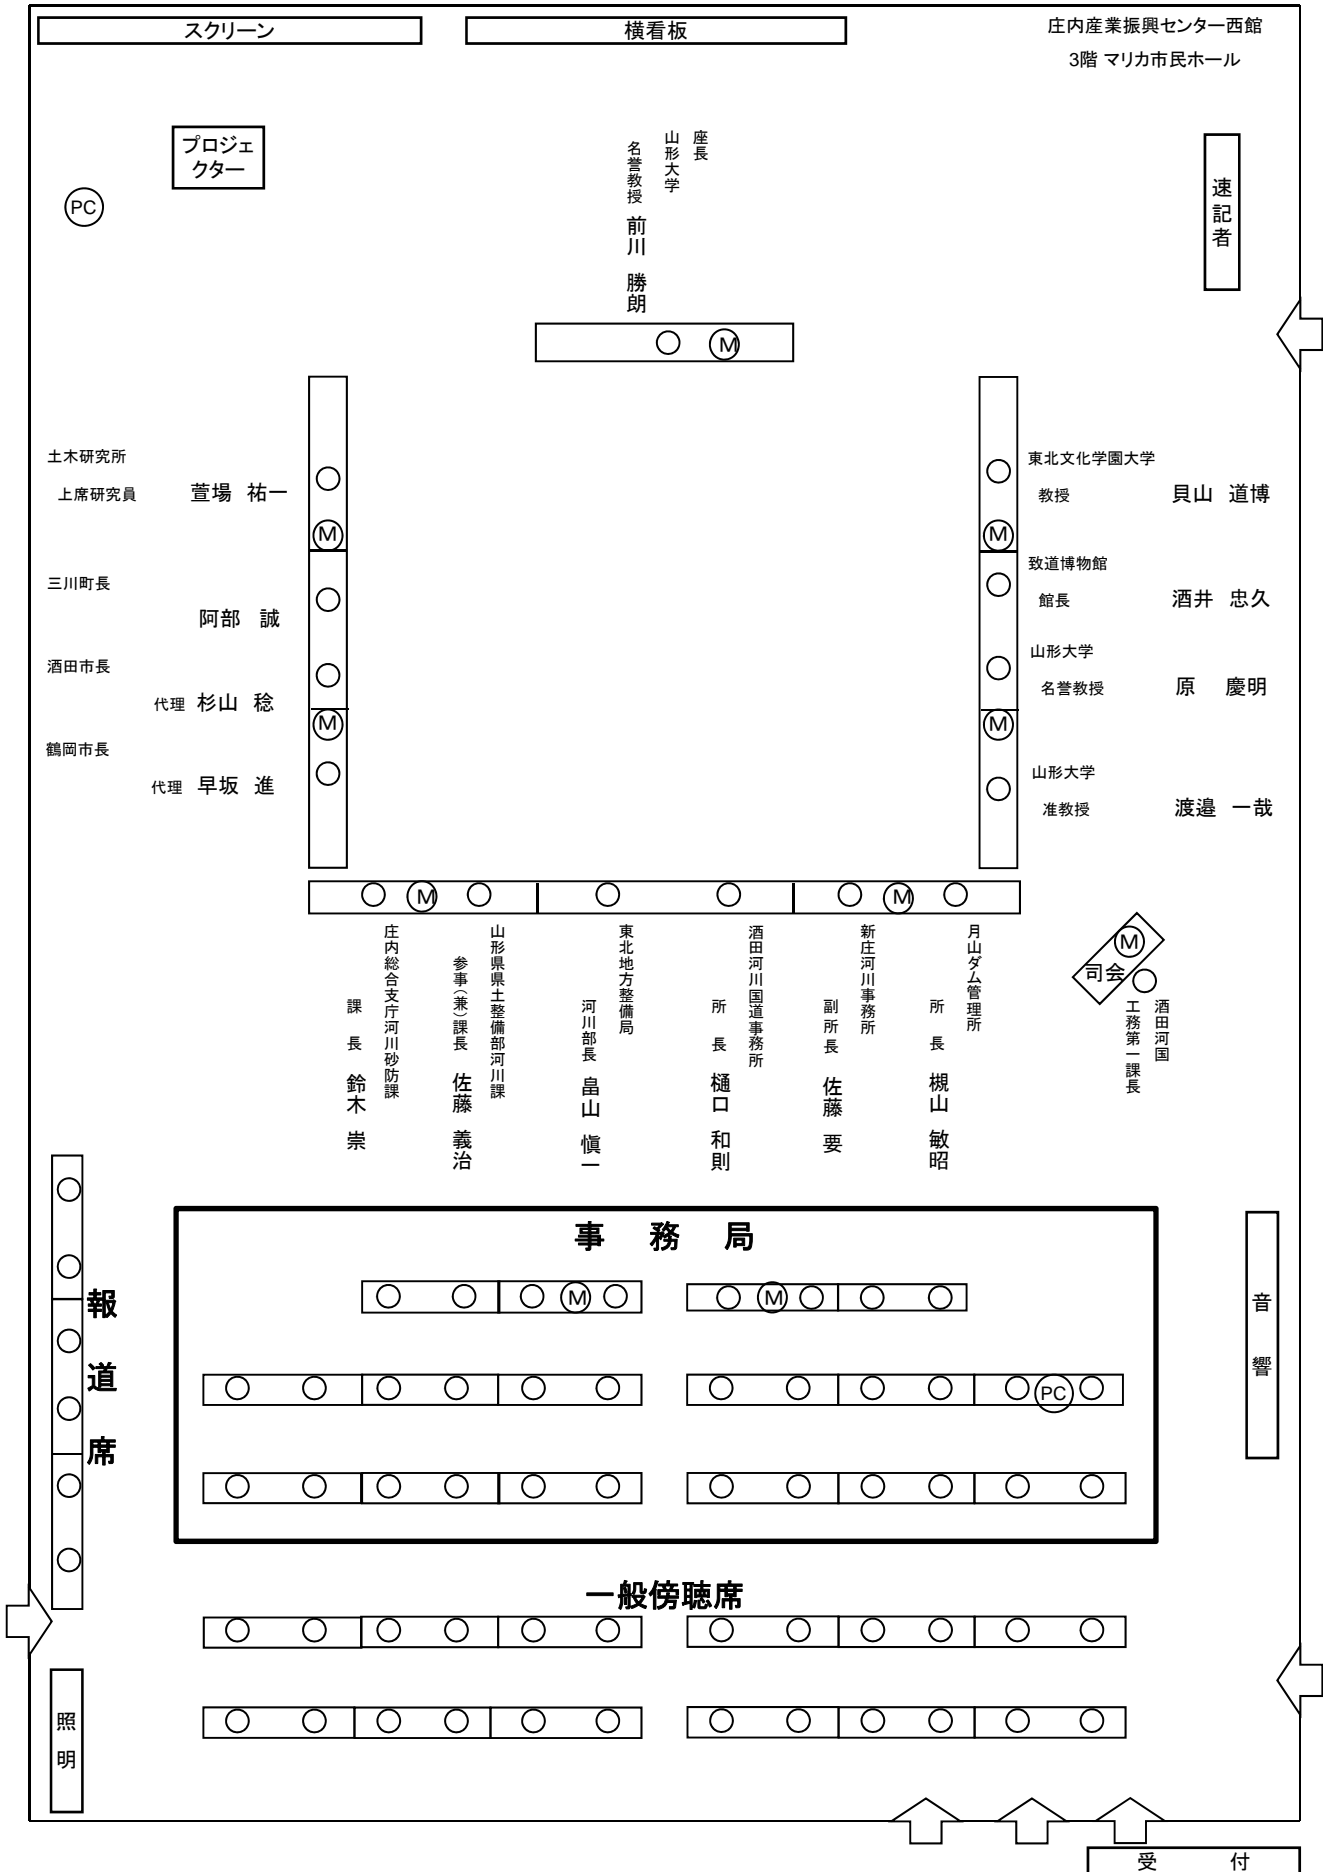 スクリーン
横看板
庄内産業振興センター西館
3階 マリカ市民ホール
プロジェ
クター
PC
座長
山形大学
名誉教授 前川 勝朗
速記者
M
土木研究所
上席研究員 萱場 祐一
M
三川町長
阿部 誠
酒田市長
代理 杉山 稔
M
鶴岡市長
代理 早坂 進
東北文化学園大学
教授 貝山 道博
M
致道博物館
館長 酒井 忠久
山形大学
名誉教授 原 慶明
M
山形大学
准教授 渡邉 一哉
M
M
庄内総合支庁河川砂防課
課長 鈴木 崇
山形県県土整備部河川課
参事(兼)課長 佐藤 義治
東北地方整備局
河川部長 畠山 愼一
酒田河川国道事務所
所長 樋口 和則
新庄河川事務所
副所長 佐藤 要
月山ダム管理所
所長 槻山 敏昭
M
司会
酒田河国
工務第一課長
事務局
M
M
PC
報道席
音響
一般傍聴席
照明
受付